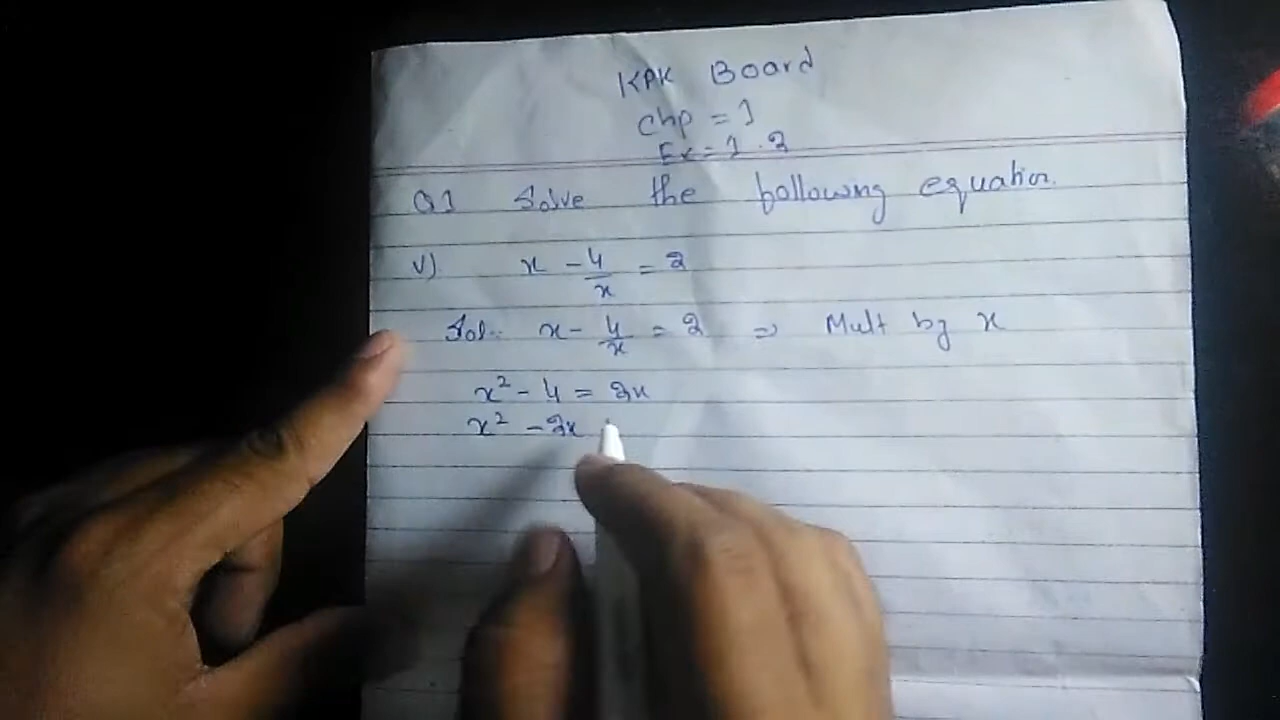 KPK Board
Chp = 1
Ex = 1.2
Q1 Solve the following equation.
v) x - 4/x = 2
Sol:- x - 4/x = 2 => Mult by x
x² - 4 = 2x
x² - 2x